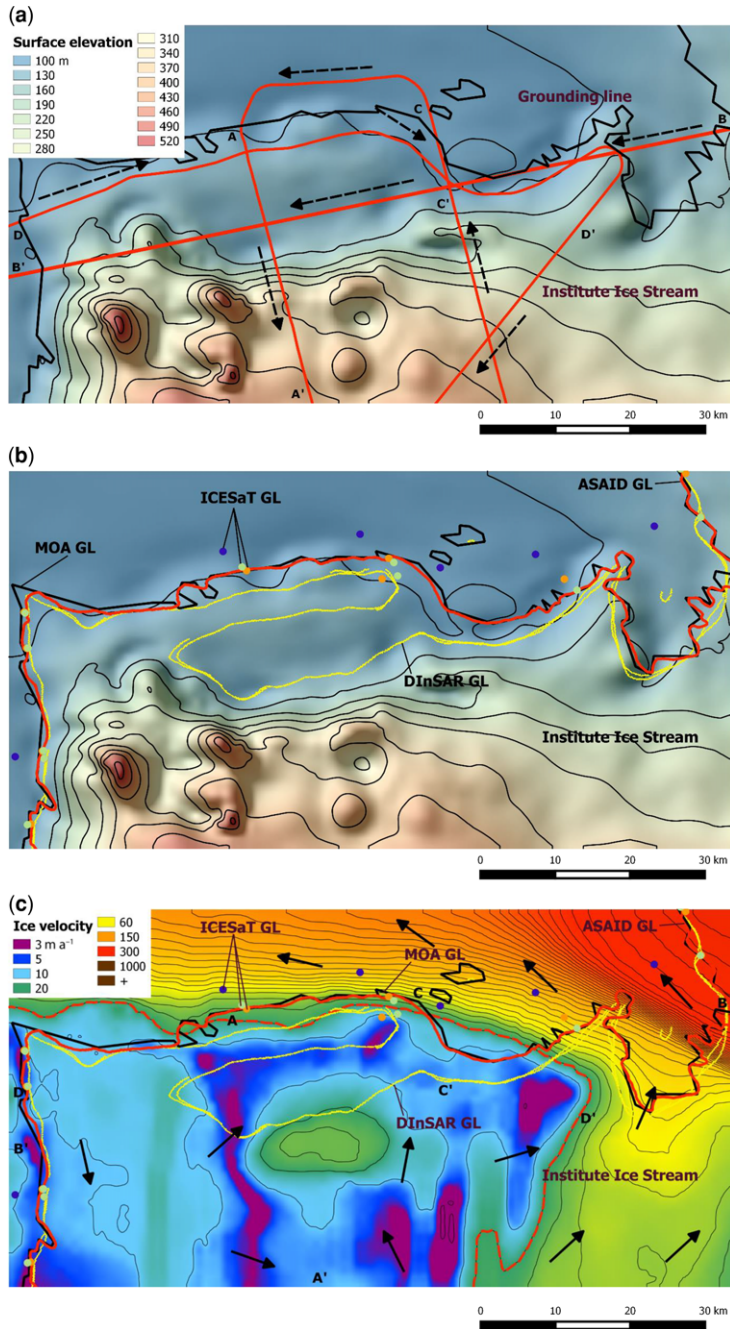 (a)
Surface elevation
100 m
130
160
190
220
250
280
310
340
370
400
430
460
490
520
Grounding line
A
C
B
C'
D
D'
B'
Institute Ice Stream
A'
0 10 20 30 km
(b)
ICESaT GL
ASAID GL
MOA GL
DInSAR GL
Institute Ice Stream
0 10 20 30 km
(c)
Ice velocity
3 m a⁻¹
5
10
20
60
150
300
1000
+
ICESaT GL
ASAID GL
MOA GL
C
A
B
D
C'
DInSAR GL
D'
B'
Institute Ice Stream
A'
0 10 20 30 km